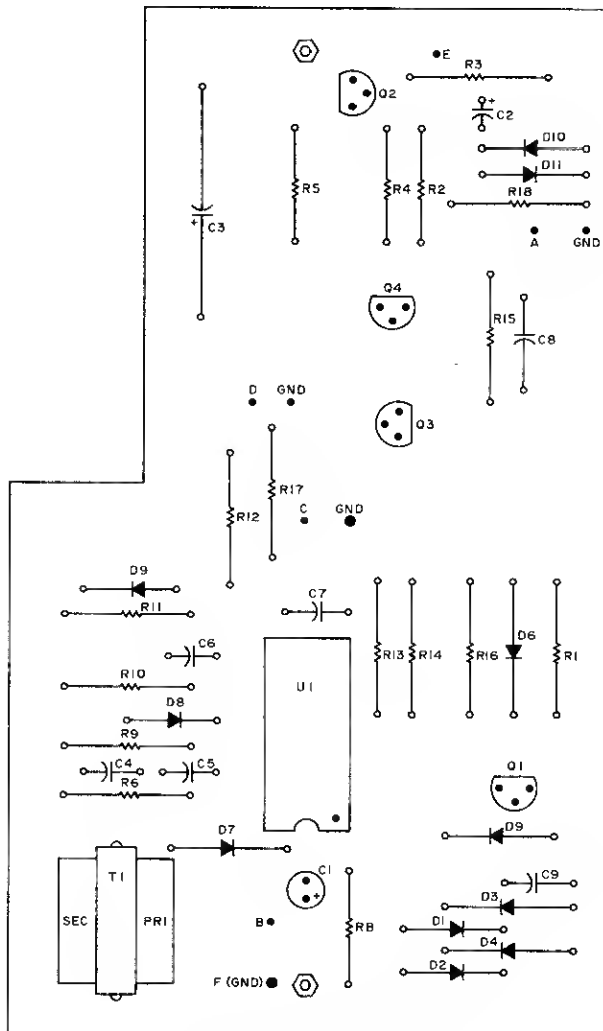 E
R3
Q2
+
C2
D10
D11
R5
R4
R2
R18
+
C3
A
GND
Q4
R15
C8
D
GND
Q3
R17
R12
C
GND
D9
C7
R11
C6
D6
R13
R14
R16
R1
R10
U1
D8
R9
C4
C5
Q1
R6
D7
D9
T1
C1
+
C9
D3
SEC
PRI
B
RB
D1
D4
D2
F (GND)